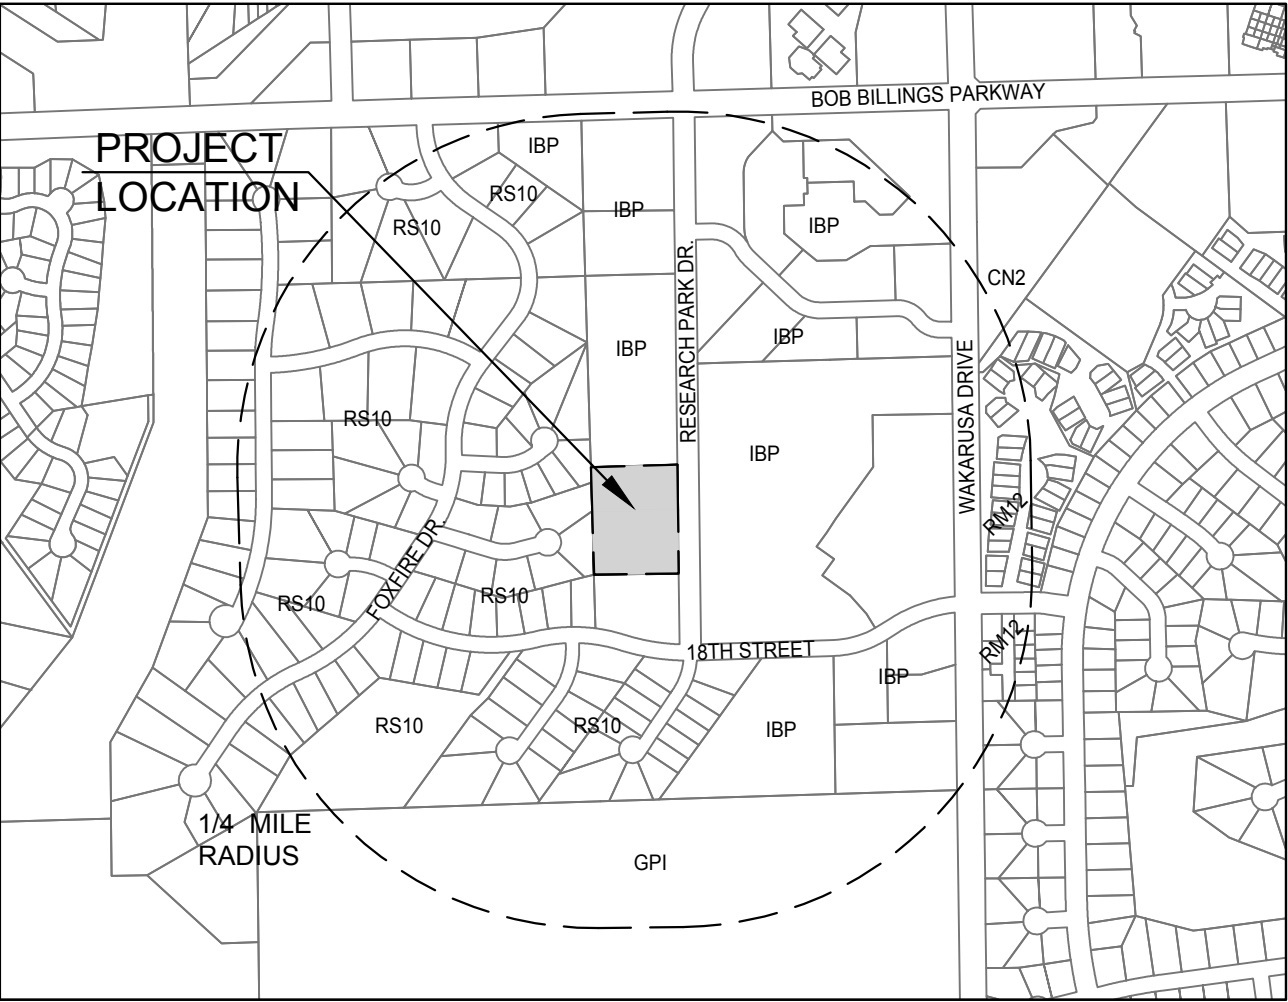 BOB BILLINGS PARKWAY
PROJECT
LOCATION
IBP
RS10
IBP
RS10
IBP
CN2
RESEARCH PARK DR.
IBP
IBP
WAKARUSA DRIVE
RS10
IBP
RM12
FOXFIRE DR.
RS10
RS10
RM12
18TH STREET
IBP
RS10
RS10
IBP
1/4 MILE
RADIUS
GPI